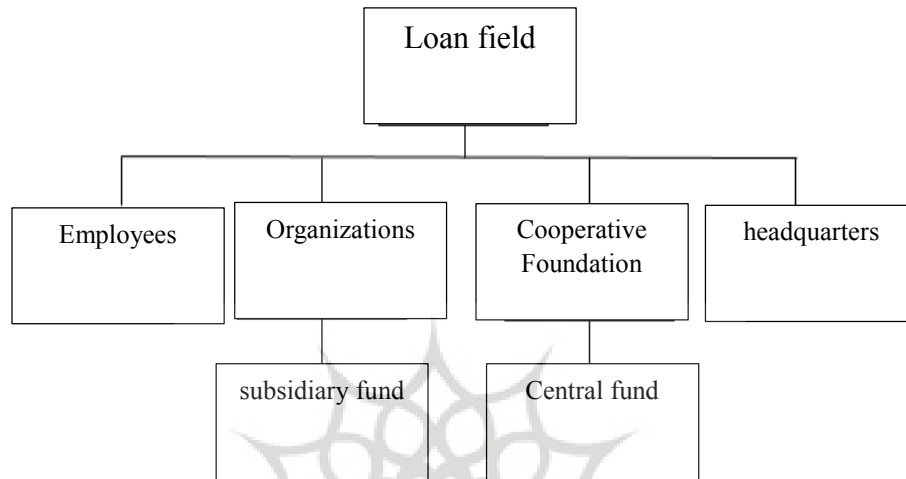 Loan field
Employees
Organizations
Cooperative
Foundation
headquarters
subsidiary fund
Central fund